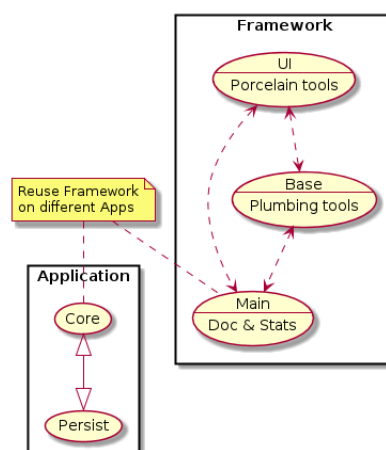 Framework
UI
Porcelain tools
Base
Plumbing tools
Reuse Framework
on different Apps
Application
Main
Doc & Stats
Core
Persist